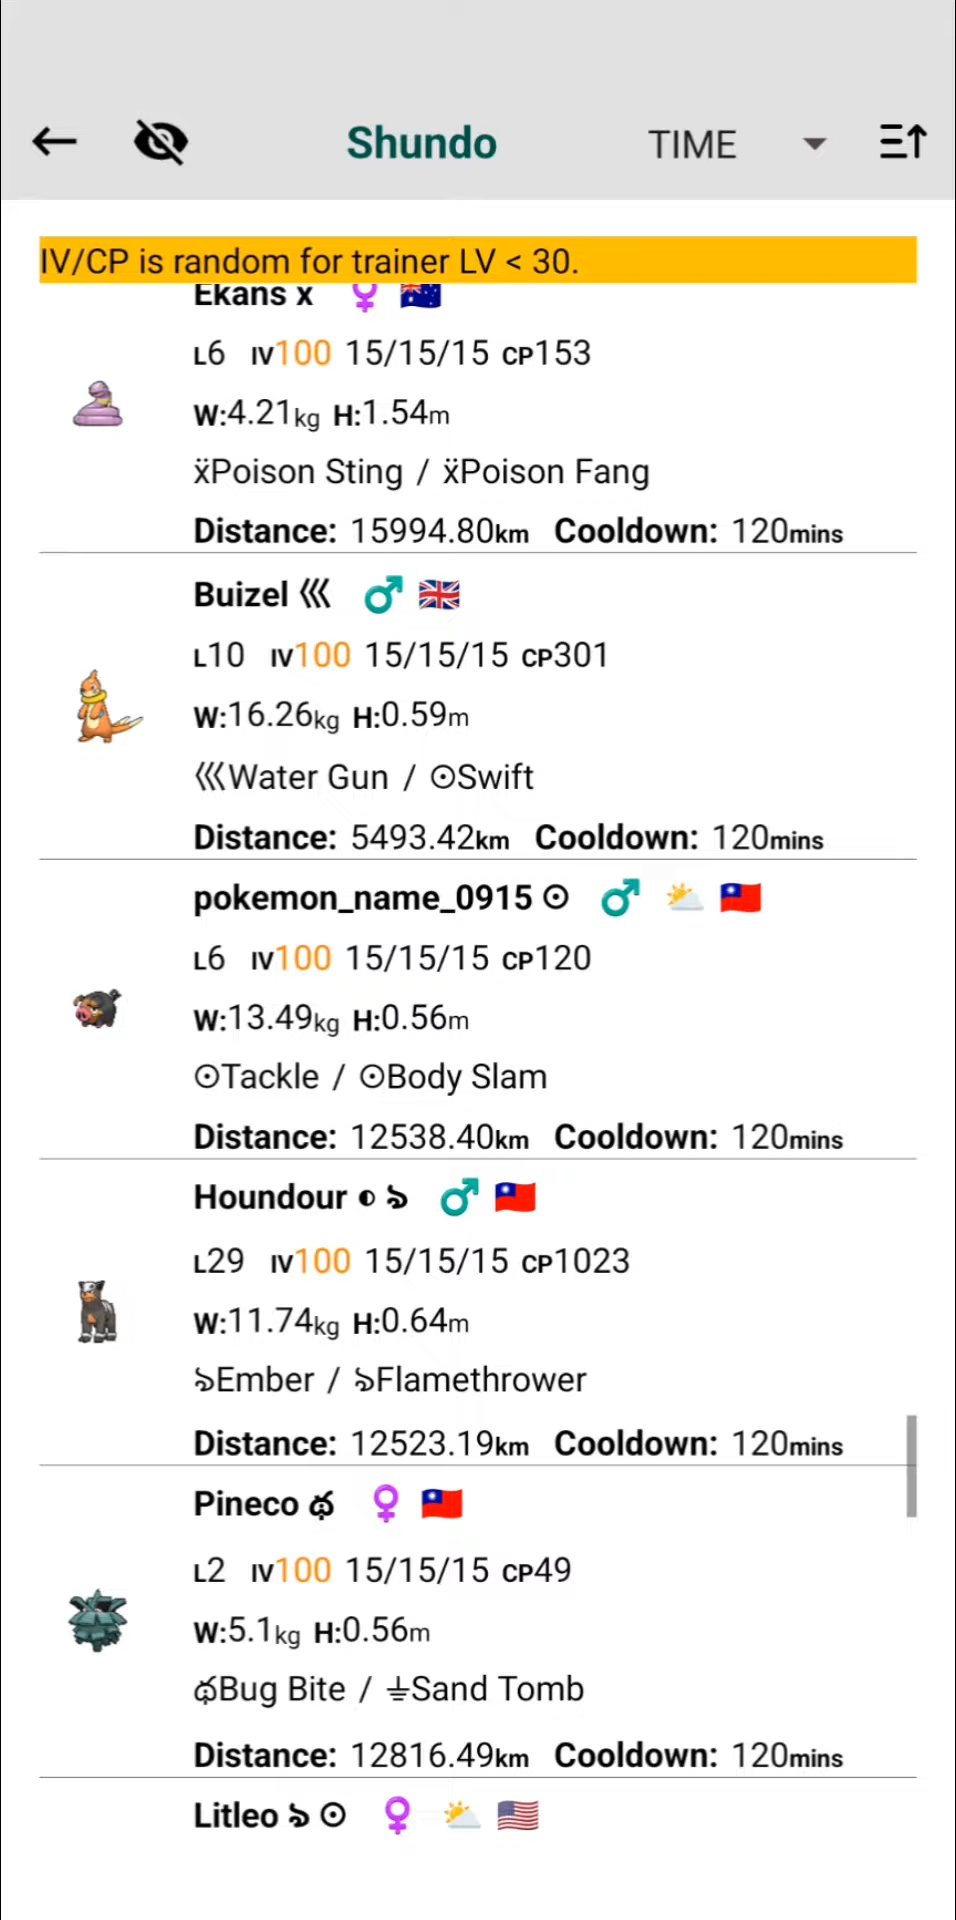 Shundo TIME
IV/CP is random for trainer LV < 30.
Ekans x
L6 IV100 15/15/15 CP153
W:4.21kg H:1.54m
ẍPoison Sting / ẍPoison Fang
Distance: 15994.80km Cooldown: 120mins
Buizel
L10 IV100 15/15/15 CP301
W:16.26kg H:0.59m
Water Gun / ⊙Swift
Distance: 5493.42km Cooldown: 120mins
pokemon_name_0915 ⊙
L6 IV100 15/15/15 CP120
W:13.49kg H:0.56m
⊙Tackle / ⊙Body Slam
Distance: 12538.40km Cooldown: 120mins
Houndour
L29 IV100 15/15/15 CP1023
W:11.74kg H:0.64m
Ember / Flamethrower
Distance: 12523.19km Cooldown: 120mins
Pineco
L2 IV100 15/15/15 CP49
W:5.1kg H:0.56m
Bug Bite / Sand Tomb
Distance: 12816.49km Cooldown: 120mins
Litleo ⊙